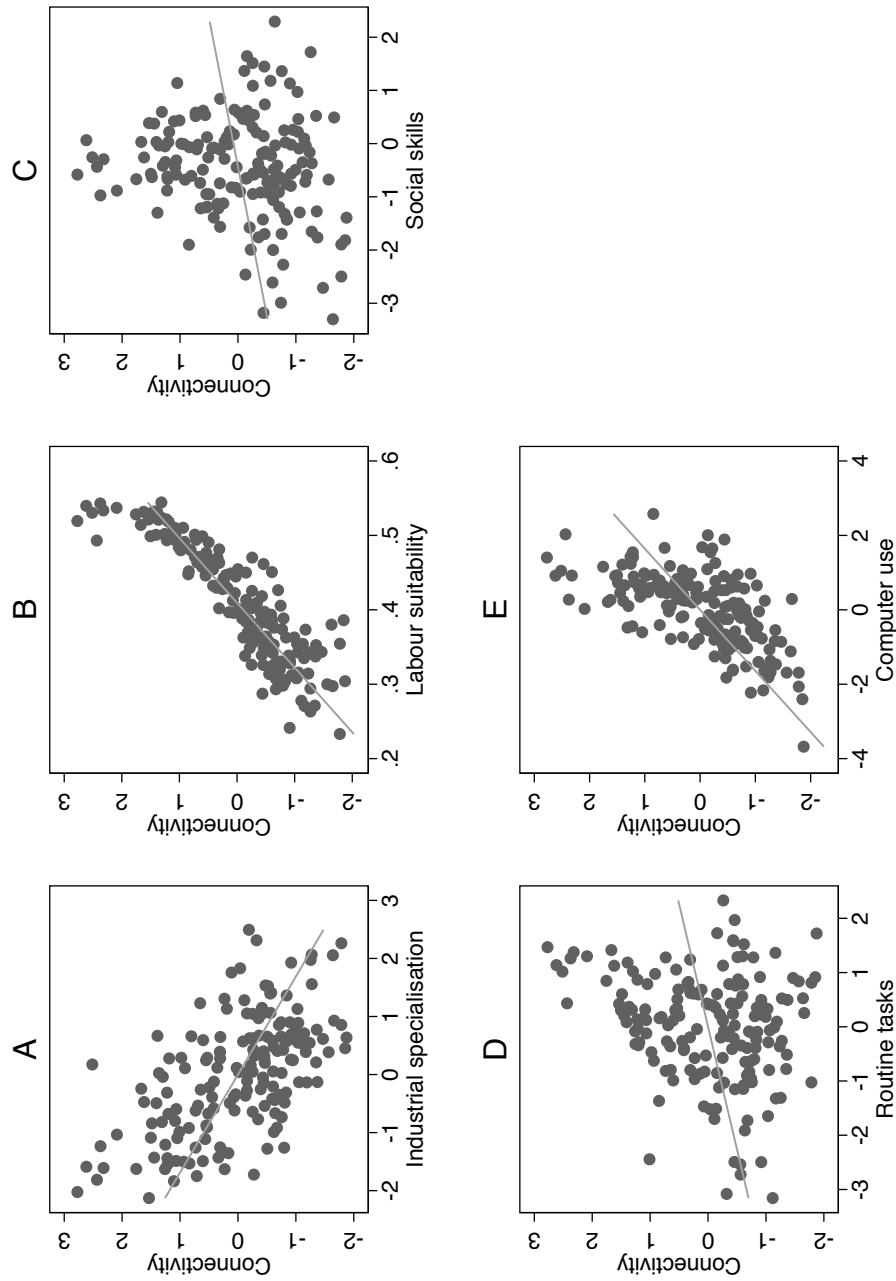 A
Connectivity
3
2
1
0
-1
-2
-2 -1 0 1 2 3
Industrial specialisation
B
Connectivity
3
2
1
0
-1
-2
.2 .3 .4 .5 .6
Labour suitability
C
Connectivity
3
2
1
0
-1
-2
-3 -2 -1 0 1 2
Social skills
D
Connectivity
3
2
1
0
-1
-2
-3 -2 -1 0 1 2
Routine tasks
E
Connectivity
3
2
1
0
-1
-2
-4 -2 0 2 4
Computer use